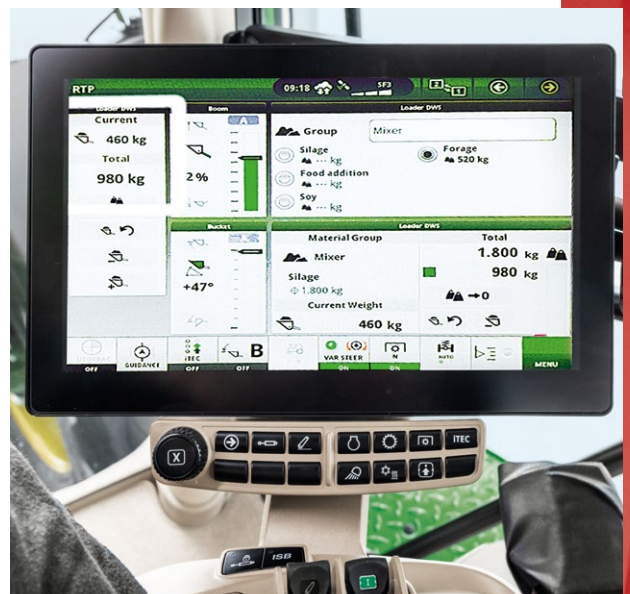 RTP
09:18
SF3
Loader DWS
Current
460 kg
Total
980 kg
Boom
A
2%
Loader DWS
Group
Mixer
Silage
--- kg
Forage
520 kg
Food addition
--- kg
Soy
--- kg
Bucket
+47°
Loader DWS
Material Group
Total
Mixer
1.800 kg
980 kg
Silage
1.800 kg
→0
Current Weight
460 kg
OFF
GUIDANCE
iTEC
OFF
B
OFF
VAR STEER
ON
N
ON
AUTO
MENU
X
iTEC
ISB